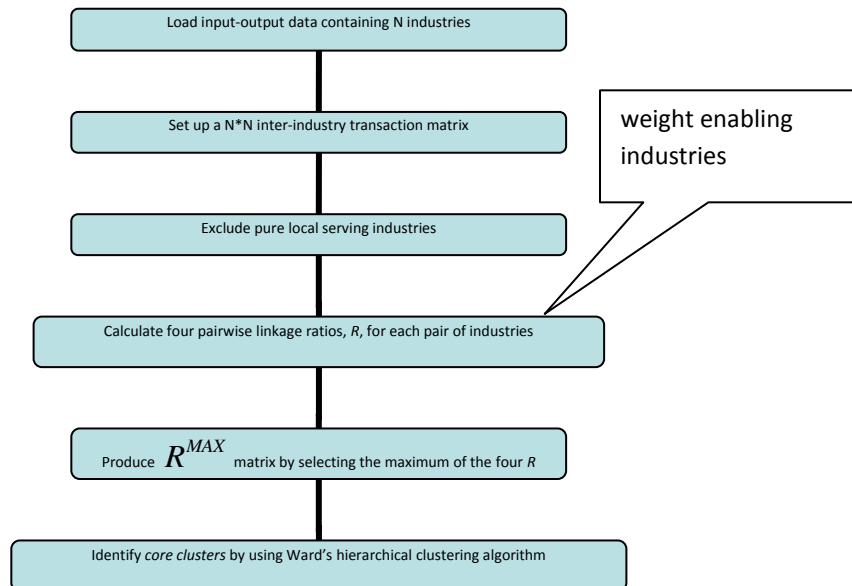 Load input-output data containing N industries
Set up a N*N inter-industry transaction matrix
weight enabling
industries
Exclude pure local serving industries
Calculate four pairwise linkage ratios, R, for each pair of industries
Produce R^MAX matrix by selecting the maximum of the four R
Identify core clusters by using Ward's hierarchical clustering algorithm